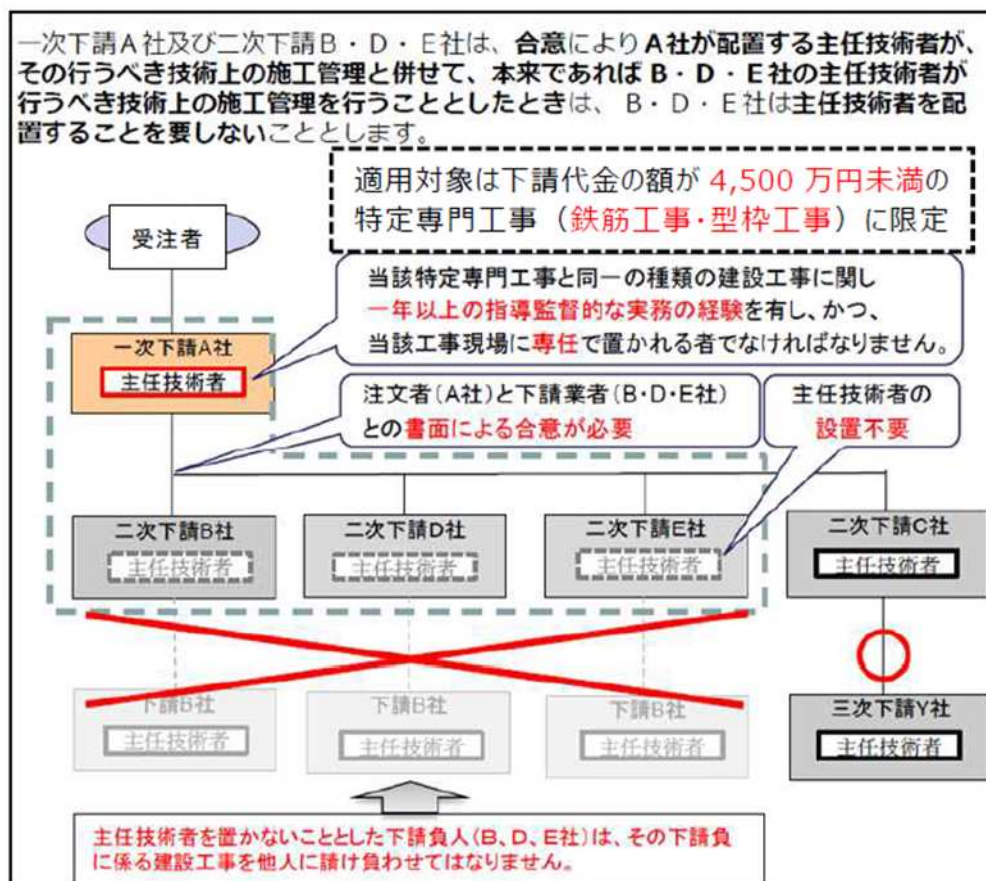 一次下請A社及び二次下請B・D・E社は、合意によりA社が配置する主任技術者が、
その行うべき技術上の施工管理と併せて、本来であればB・D・E社の主任技術者が
行うべき技術上の施工管理を行うこととしたときは、B・D・E社は主任技術者を配
置することを要しないこととします。
適用対象は下請代金の額が 4,500 万円未満の
特定専門工事（鉄筋工事・型枠工事）に限定
受注者
当該特定専門工事と同一の種類の建設工事に関し
一年以上の指導監督的な実務の経験を有し、かつ、
当該工事現場に専任で置かれる者でなければなりません。
一次下請A社
主任技術者
注文者（A社）と下請業者（B・D・E社）
との書面による合意が必要
主任技術者の
設置不要
二次下請B社
主任技術者
二次下請D社
主任技術者
二次下請E社
主任技術者
二次下請C社
主任技術者
下請B社
主任技術者
下請B社
主任技術者
下請B社
主任技術者
三次下請Y社
主任技術者
主任技術者を置かないこととした下請負人（B、D、E社）は、その下請負
に係る建設工事を他人に請け負わせてはなりません。